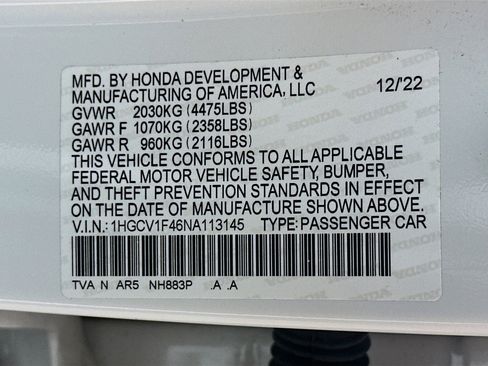 MFD. BY HONDA DEVELOPMENT &
MANUFACTURING OF AMERICA, LLC 12/'22
GVWR 2030KG (4475LBS)
GAWR F 1070KG (2358LBS)
GAWR R 960KG (2116LBS)
THIS VEHICLE CONFORMS TO ALL APPLICABLE
FEDERAL MOTOR VEHICLE SAFETY, BUMPER,
AND THEFT PREVENTION STANDARDS IN EFFECT
ON THE DATE OF MANUFACTURE SHOWN ABOVE.
V.I.N.: 1HGCV1F46NA113145 TYPE: PASSENGER CAR
TVA N AR5 NH883P .A .A